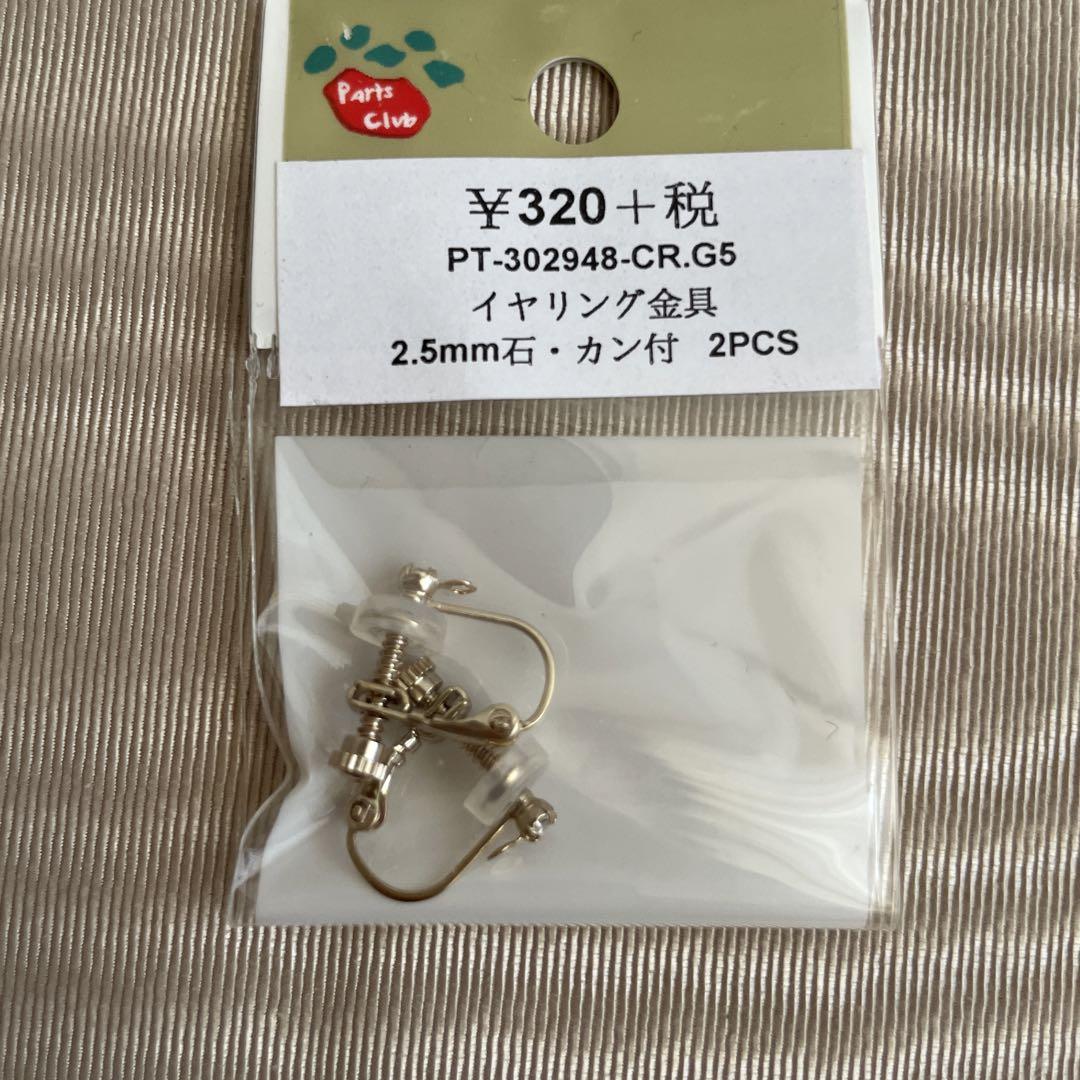 Parts
Club
¥320+税
PT-302948-CR.G5
イヤリング金具
2.5mm石・カン付 2PCS